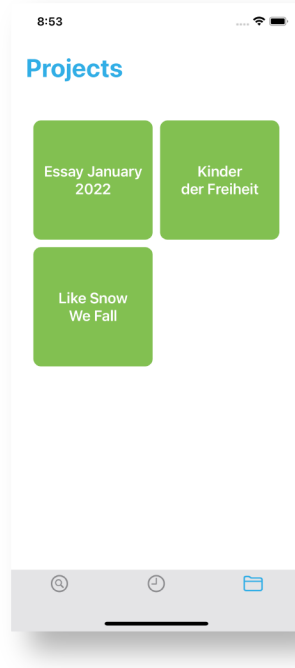 8:53
Projects
Essay January
2022
Kinder
der Freiheit
Like Snow
We Fall